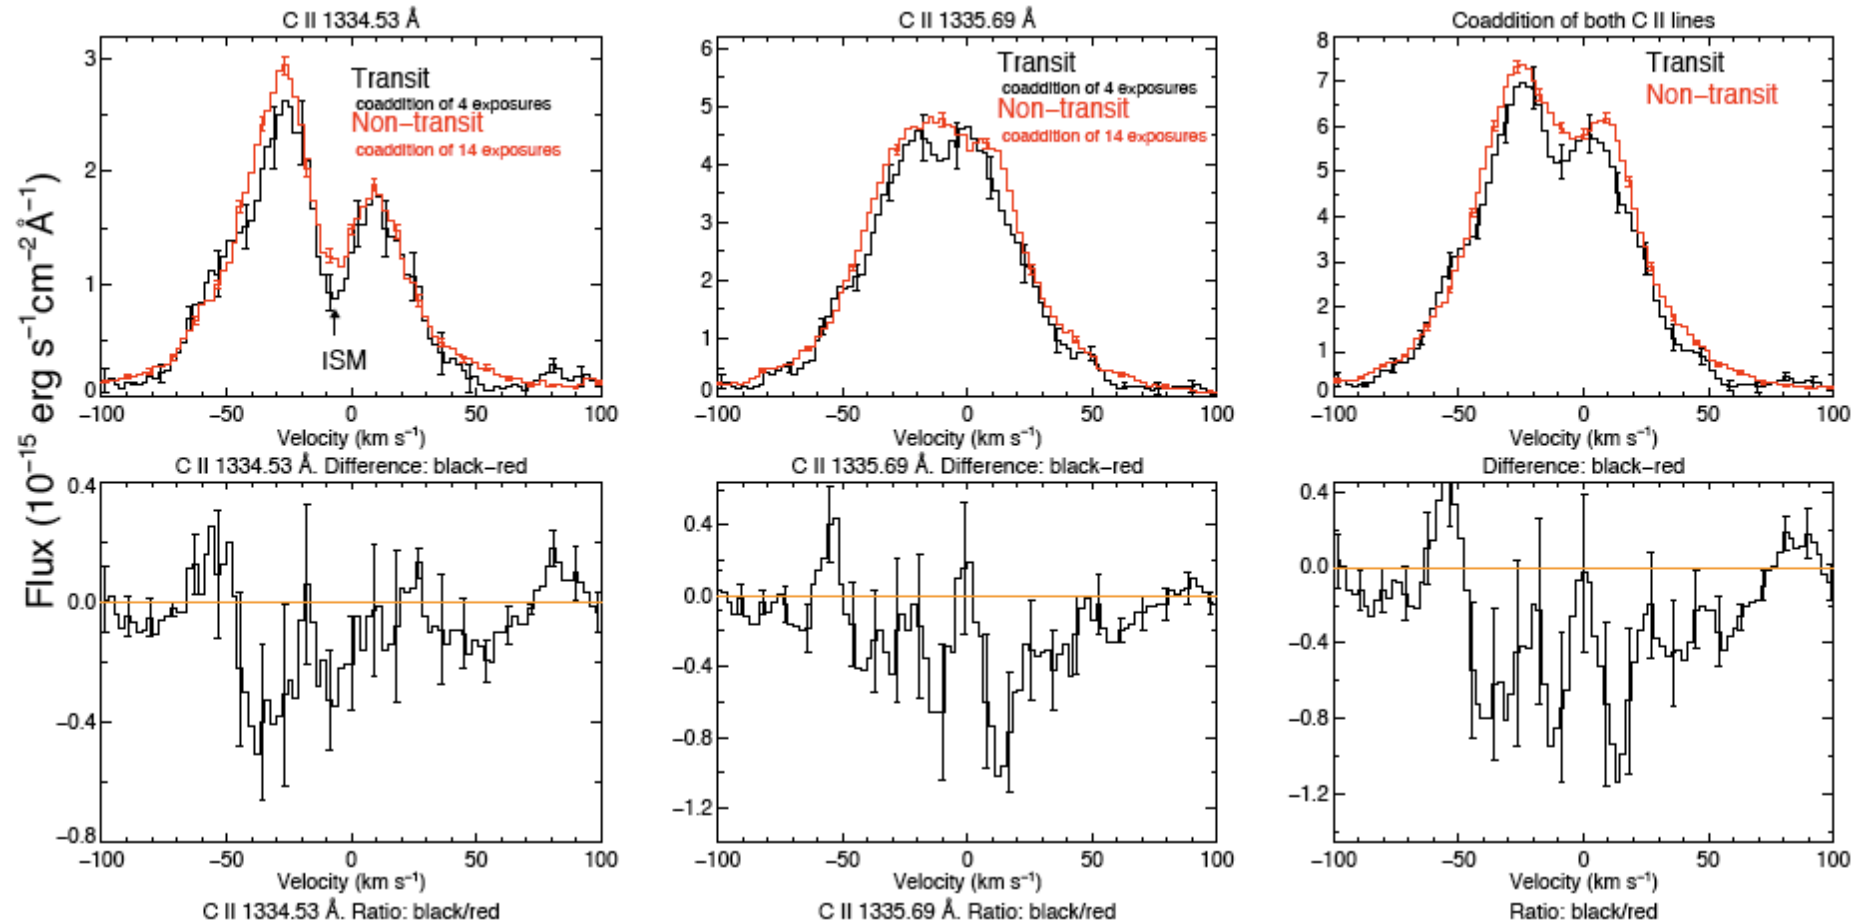 C II 1334.53 Å
C II 1335.69 Å
Coaddition of both C II lines
3
2
1
0
Transit
coaddition of 4 exposures
Non-transit
coaddition of 14 exposures
ISM
-100
-50
0
50
100
Velocity (km s⁻¹)
6
5
4
3
2
1
0
Transit
coaddition of 4 exposures
Non-transit
coaddition of 14 exposures
-100
-50
0
50
100
Velocity (km s⁻¹)
8
7
6
5
4
3
2
1
0
Transit
Non-transit
-100
-50
0
50
100
Velocity (km s⁻¹)
Flux (10⁻¹⁵ erg s⁻¹cm⁻²Å⁻¹)
C II 1334.53 Å. Difference: black-red
0.4
0.0
-0.4
-0.8
-100
-50
0
50
100
Velocity (km s⁻¹)
C II 1335.69 Å. Difference: black-red
0.4
0.0
-0.4
-0.8
-1.2
-100
-50
0
50
100
Velocity (km s⁻¹)
Difference: black-red
0.4
0.0
-0.4
-0.8
-1.2
-100
-50
0
50
100
Velocity (km s⁻¹)
C II 1334.53 Å. Ratio: black/red
C II 1335.69 Å. Ratio: black/red
Ratio: black/red